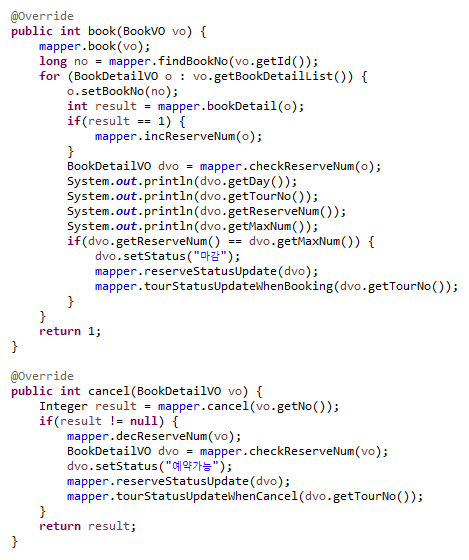 @Override
public int book(BookVO vo) {
    mapper.book(vo);
    long no = mapper.findBookNo(vo.getId());
    for (BookDetailVO o : vo.getBookDetailList()) {
        o.setBookNo(no);
        int result = mapper.bookDetail(o);
        if(result == 1) {
            mapper.incReserveNum(o);
        }
        BookDetailVO dvo = mapper.checkReserveNum(o);
        System.out.println(dvo.getDay());
        System.out.println(dvo.getTourNo());
        System.out.println(dvo.getReserveNum());
        System.out.println(dvo.getMaxNum());
        if(dvo.getReserveNum() == dvo.getMaxNum()) {
            dvo.setStatus("마감");
            mapper.reserveStatusUpdate(dvo);
            mapper.tourStatusUpdateWhenBooking(dvo.getTourNo());
        }
    }
    return 1;
}
@Override
public int cancel(BookDetailVO vo) {
    Integer result = mapper.cancel(vo.getNo());
    if(result != null) {
        mapper.decReserveNum(vo);
        BookDetailVO dvo = mapper.checkReserveNum(vo);
        dvo.setStatus("예약가능");
        mapper.reserveStatusUpdate(dvo);
        mapper.tourStatusUpdateWhenCancel(dvo.getTourNo());
    }
    return result;
}